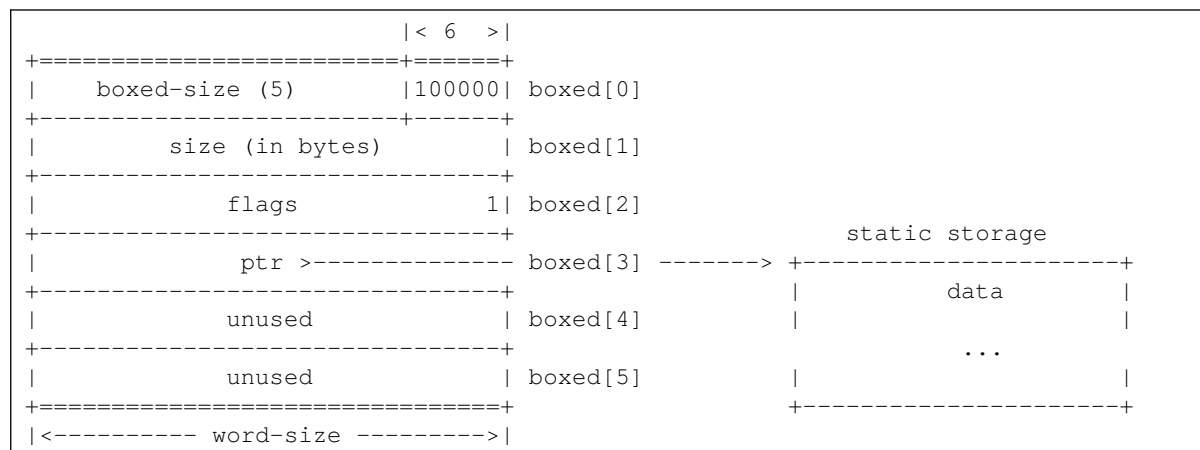 |< 6  >|
+=========================+======+
|    boxed-size (5)       |100000| boxed[0]
+-------------------------+------+
|         size (in bytes)        | boxed[1]
+--------------------------------+
|             flags             1| boxed[2]
+--------------------------------+                       static storage
|              ptr >-------------- boxed[3] -------> +----------------------+
+--------------------------------+                   |          data        |
|             unused             | boxed[4]          |                      |
+--------------------------------+                               ...
|             unused             | boxed[5]          |                      |
+================================+                   +----------------------+
|<---------- word-size --------->|